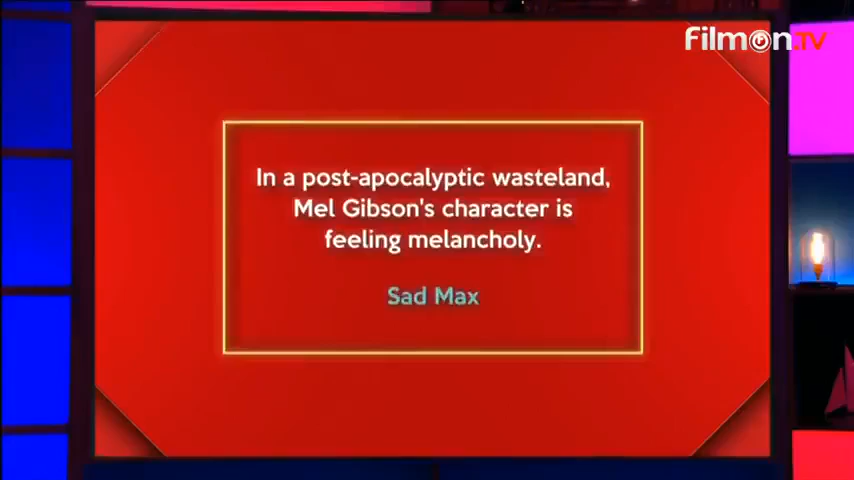 Filmon.TV
In a post-apocalyptic wasteland,
Mel Gibson's character is
feeling melancholy.
Sad Max